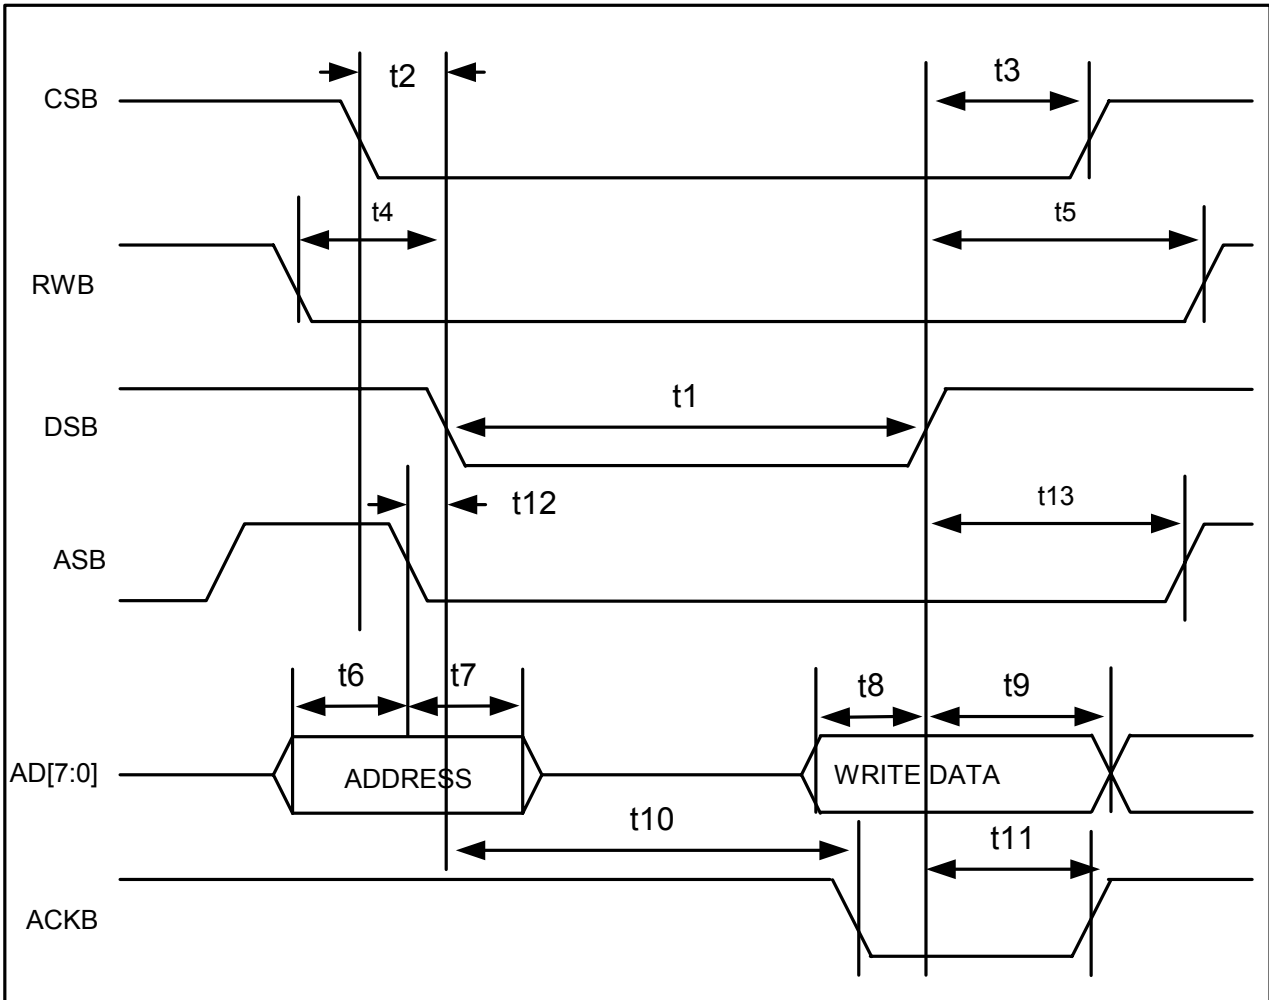 t2
t3
CSB
t4
t5
RWB
t1
DSB
t12
t13
ASB
t6
t7
t8
t9
AD[7:0]
ADDRESS
WRITE DATA
t10
t11
ACKB